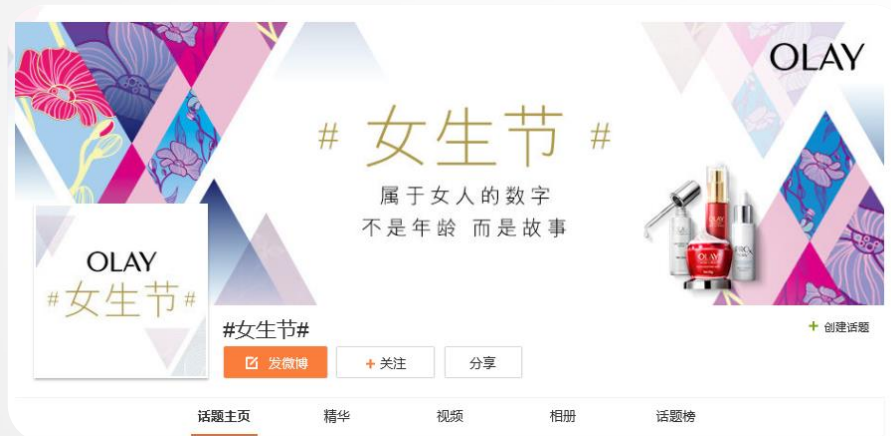 OLAY
# 女生节 #
属于女人的数字
不是年龄 而是故事
OLAY
#女生节#
OLAY
#女生节#
+ 创建话题
发微博
+ 关注
分享
话题主页
精华
视频
相册
话题榜